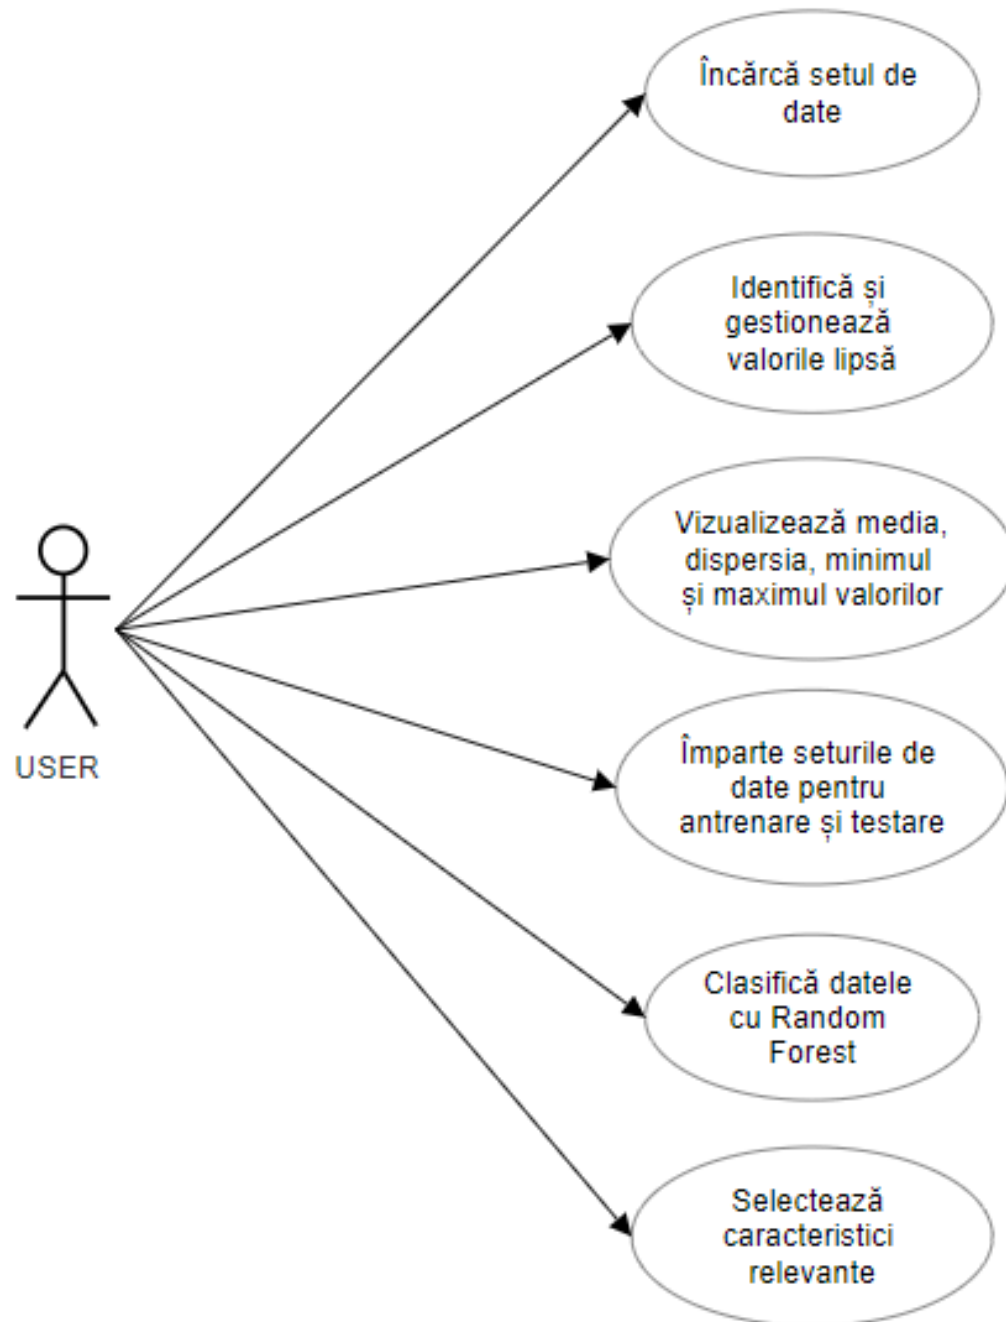 Încărcă setul de
date
Identifică și
gestionează
valorile lipsă
Vizualizează media,
dispersia, minimul
și maximul valorilor
USER
Împarte seturile de
date pentru
antrenare și testare
Clasifică datele
cu Random
Forest
Selectează
caracteristici
relevante